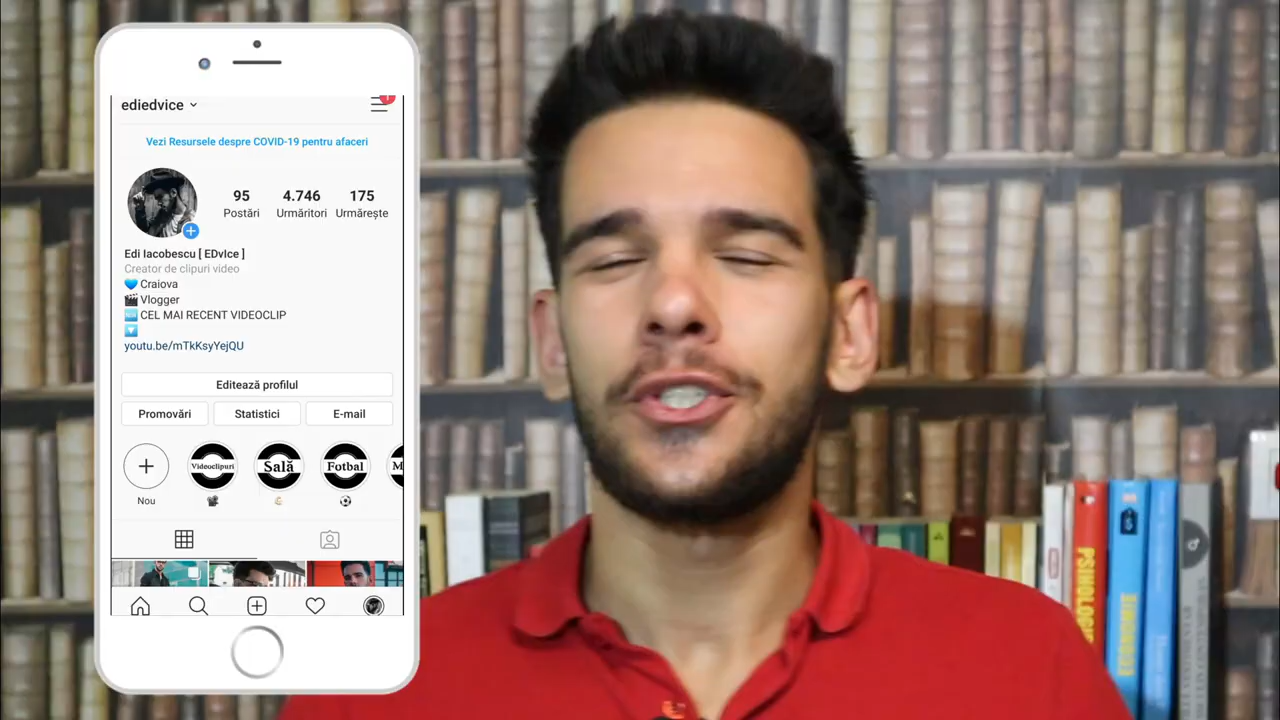 ediedvice
Vezi Resursele despre COVID-19 pentru afaceri
95
4.746
175
Postări
Urmăritori
Urmărește
Edi Iacobescu [ EDvIce ]
Creator de clipuri video
💙 Craiova
🎬 Vlogger
🆕 CEL MAI RECENT VIDEOCLIP
youtu.be/mTkKsyYejQU
Editează profilul
Promovări
Statistici
E-mail
Videoclipuri
Sală
Fotbal
M
Nou
PSIHOLOG